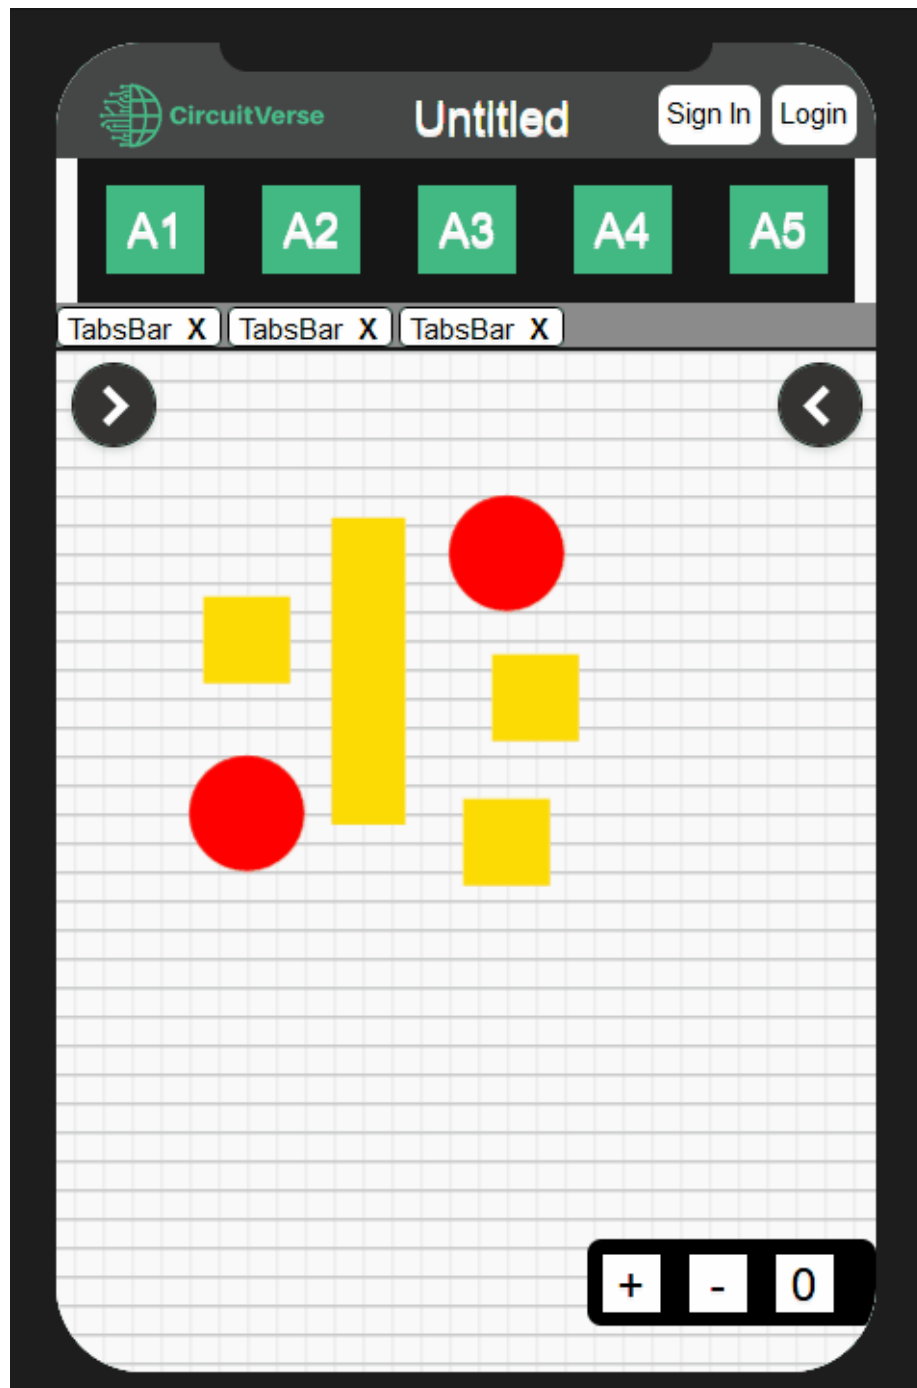 CircuitVerse Untitled Sign In Login
A1 A2 A3 A4 A5
TabsBar X TabsBar X TabsBar X
+ - 0